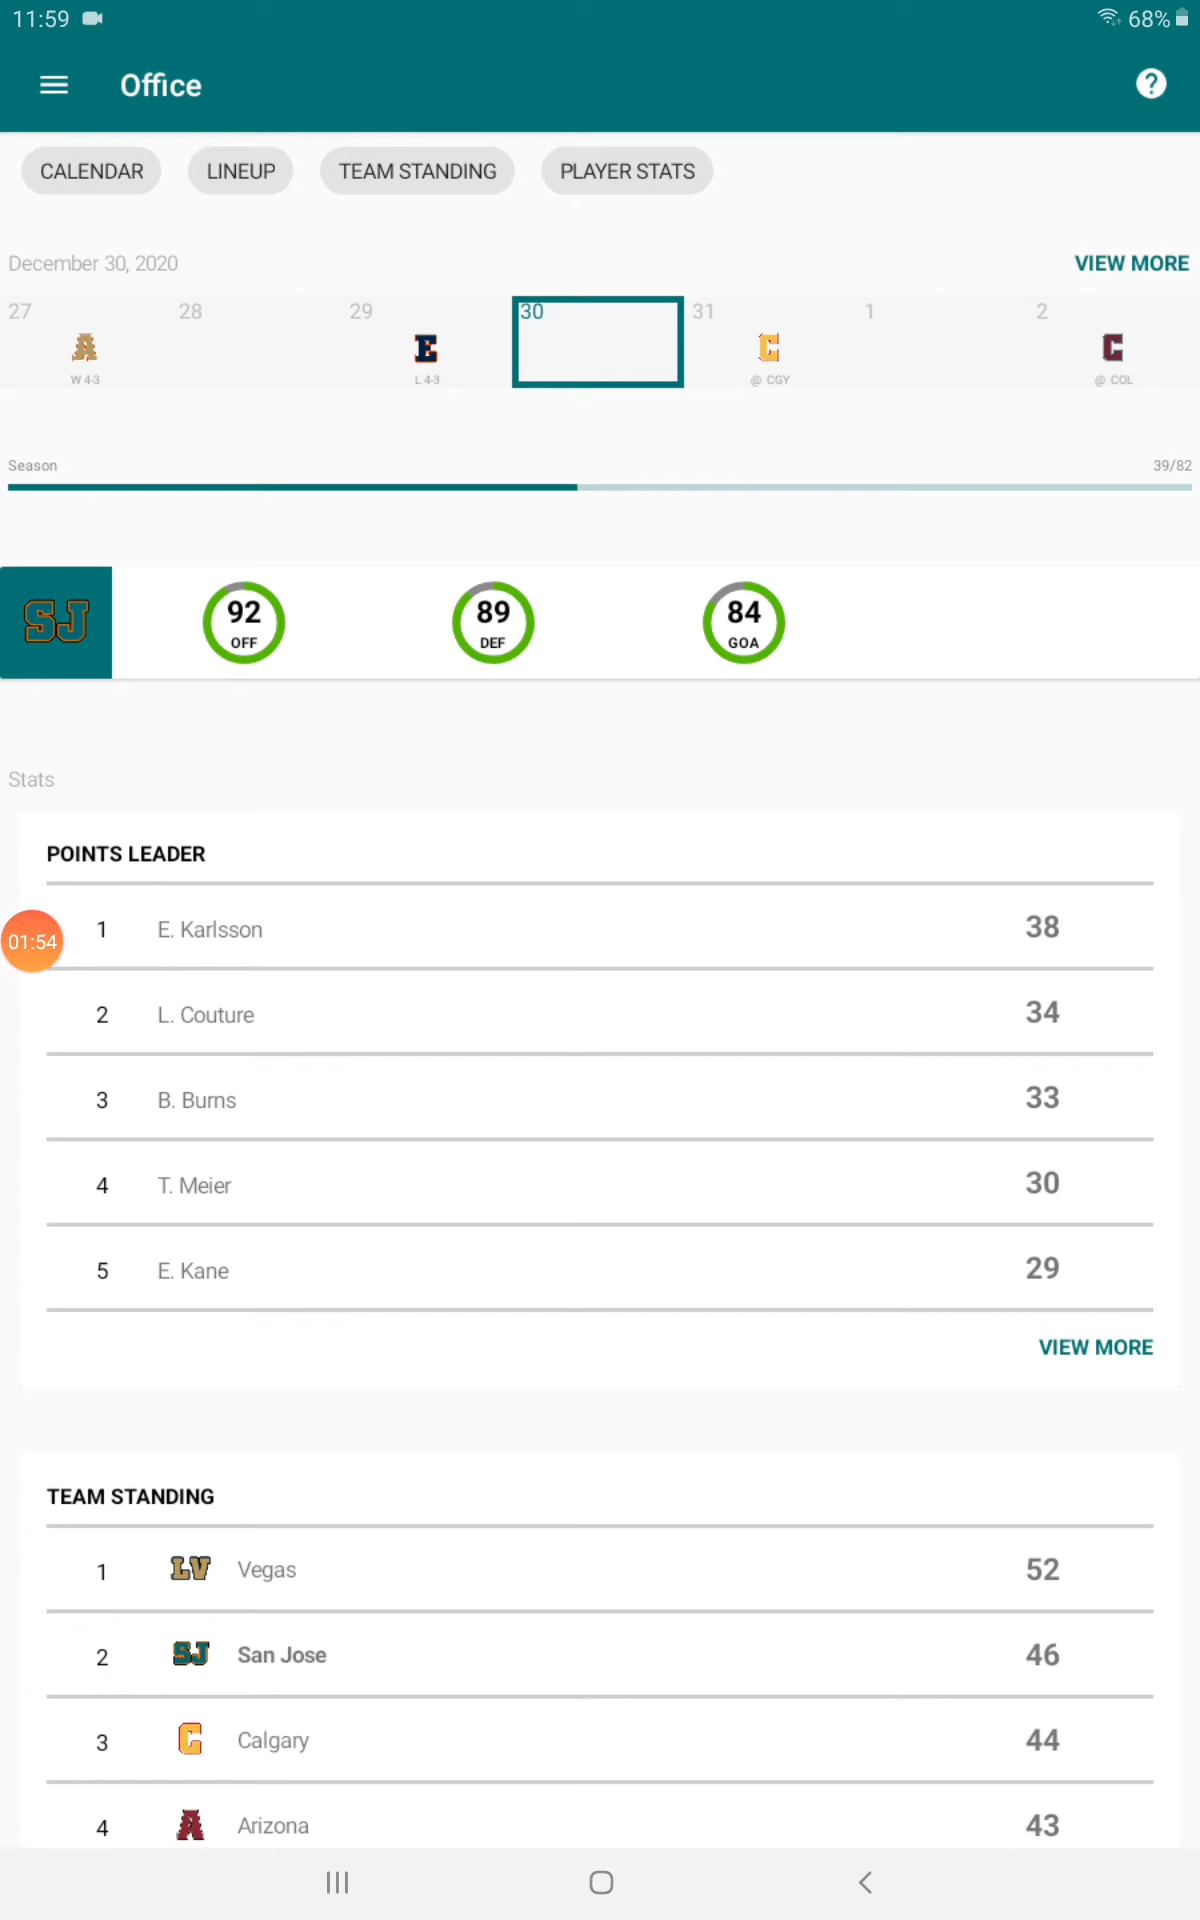 11:59 68%
Office ?
CALENDAR LINEUP TEAM STANDING PLAYER STATS
December 30, 2020 VIEW MORE
27 28 29 30 31 1 2
A E C C
W 4-3 L 4-3 @ CGY @ COL
Season 39/82
SJ
92 89 84
OFF DEF GOA
Stats
POINTS LEADER
1 E. Karlsson 38
01:54
2 L. Couture 34
3 B. Burns 33
4 T. Meier 30
5 E. Kane 29
VIEW MORE
TEAM STANDING
1 LV Vegas 52
2 SJ San Jose 46
3 C Calgary 44
4 A Arizona 43